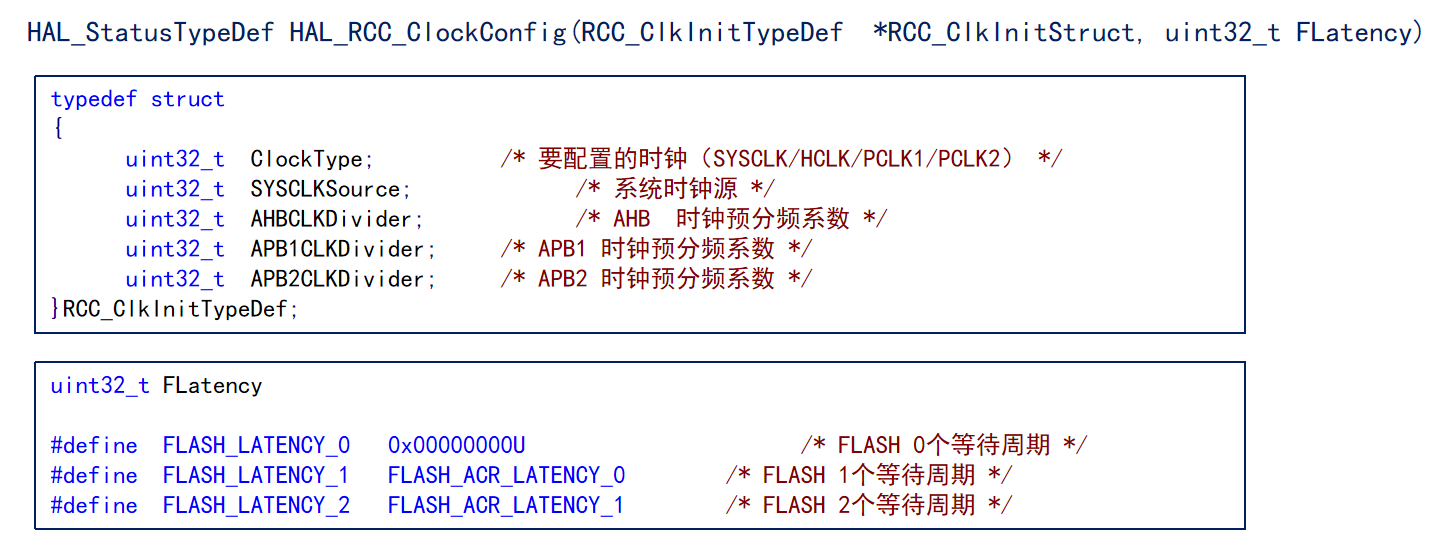 HAL_StatusTypeDef HAL_RCC_ClockConfig(RCC_ClkInitTypeDef *RCC_ClkInitStruct, uint32_t FLatency)
typedef struct
{
uint32_t ClockType; /* 要配置的时钟（SYSCLK/HCLK/PCLK1/PCLK2） */
uint32_t SYSCLKSource; /* 系统时钟源 */
uint32_t AHBCLKDivider; /* AHB 时钟预分频系数 */
uint32_t APB1CLKDivider; /* APB1 时钟预分频系数 */
uint32_t APB2CLKDivider; /* APB2 时钟预分频系数 */
}RCC_ClkInitTypeDef;
uint32_t FLatency
#define FLASH_LATENCY_0 0x00000000U /* FLASH 0个等待周期 */
#define FLASH_LATENCY_1 FLASH_ACR_LATENCY_0 /* FLASH 1个等待周期 */
#define FLASH_LATENCY_2 FLASH_ACR_LATENCY_1 /* FLASH 2个等待周期 */